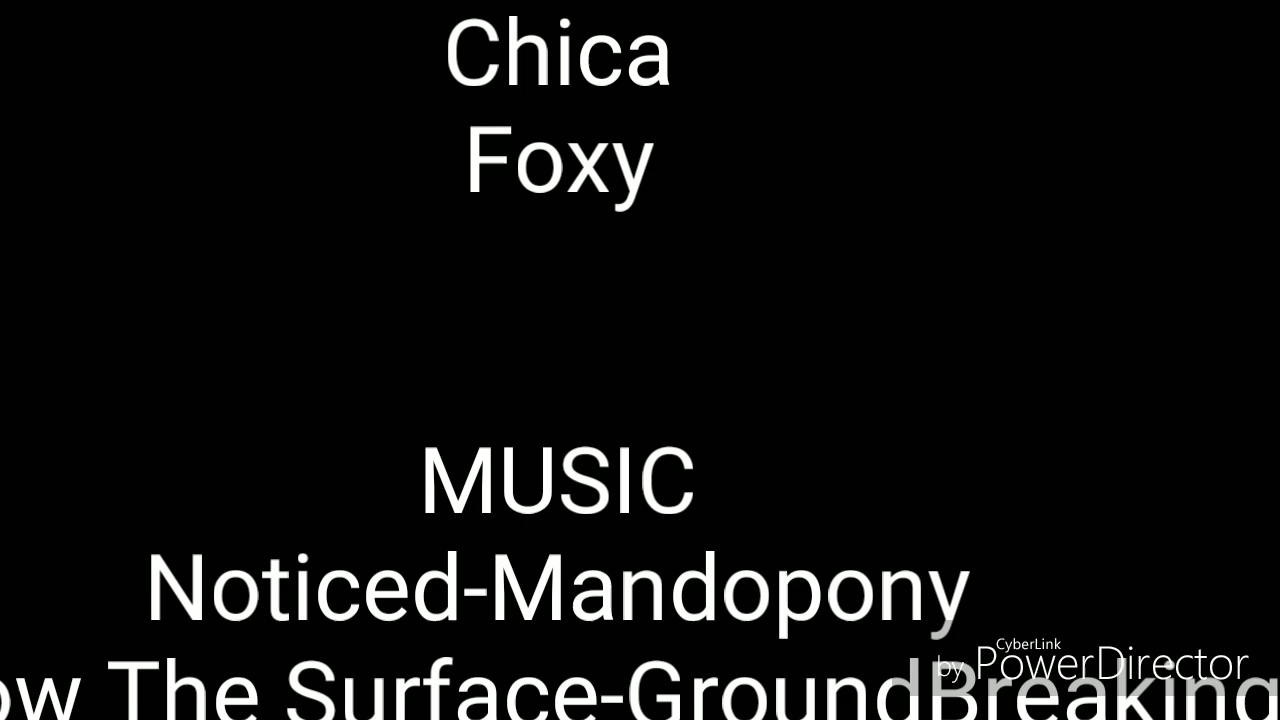 Chica
Foxy
MUSIC
Noticed-Mandopony
ow The Surface-GroundBreaking
CyberLink
by PowerDirector